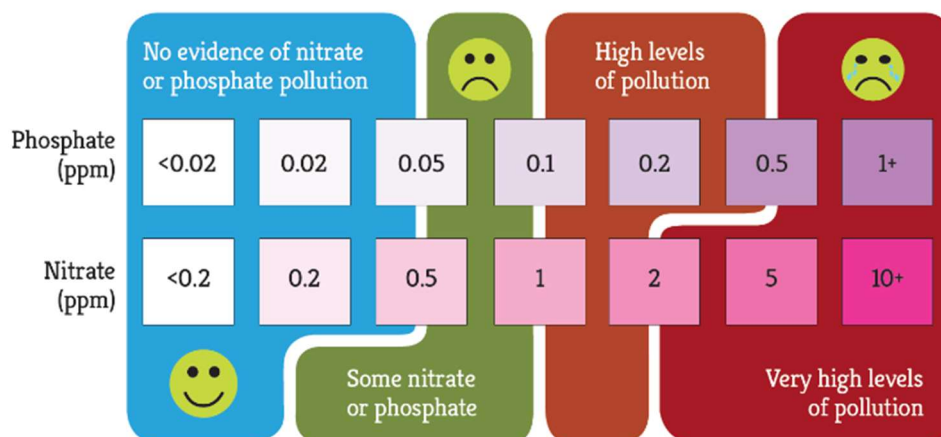 No evidence of nitrate
or phosphate pollution
High levels
of pollution
Phosphate
(ppm)
<0.02 0.02 0.05 0.1 0.2 0.5 1+
Nitrate
(ppm)
<0.2 0.2 0.5 1 2 5 10+
Some nitrate
or phosphate
Very high levels
of pollution